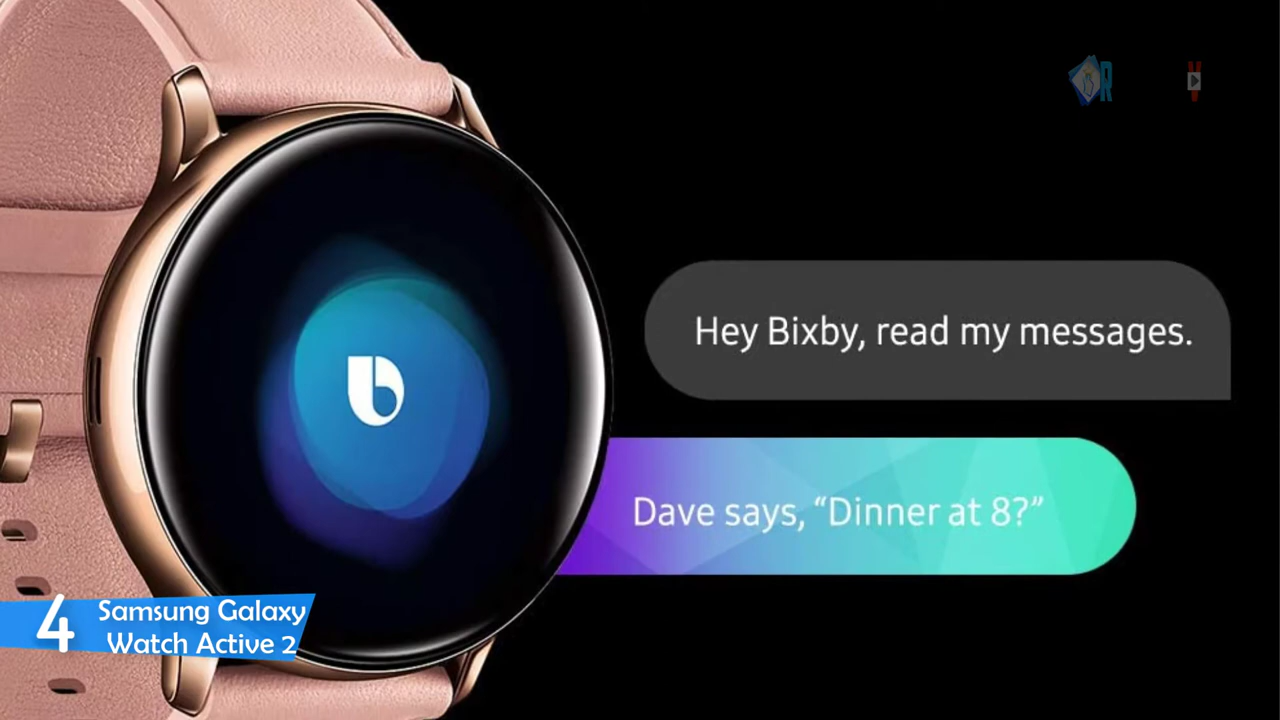 R
Hey Bixby, read my messages.
Dave says, “Dinner at 8?”
4
Samsung Galaxy
Watch Active 2